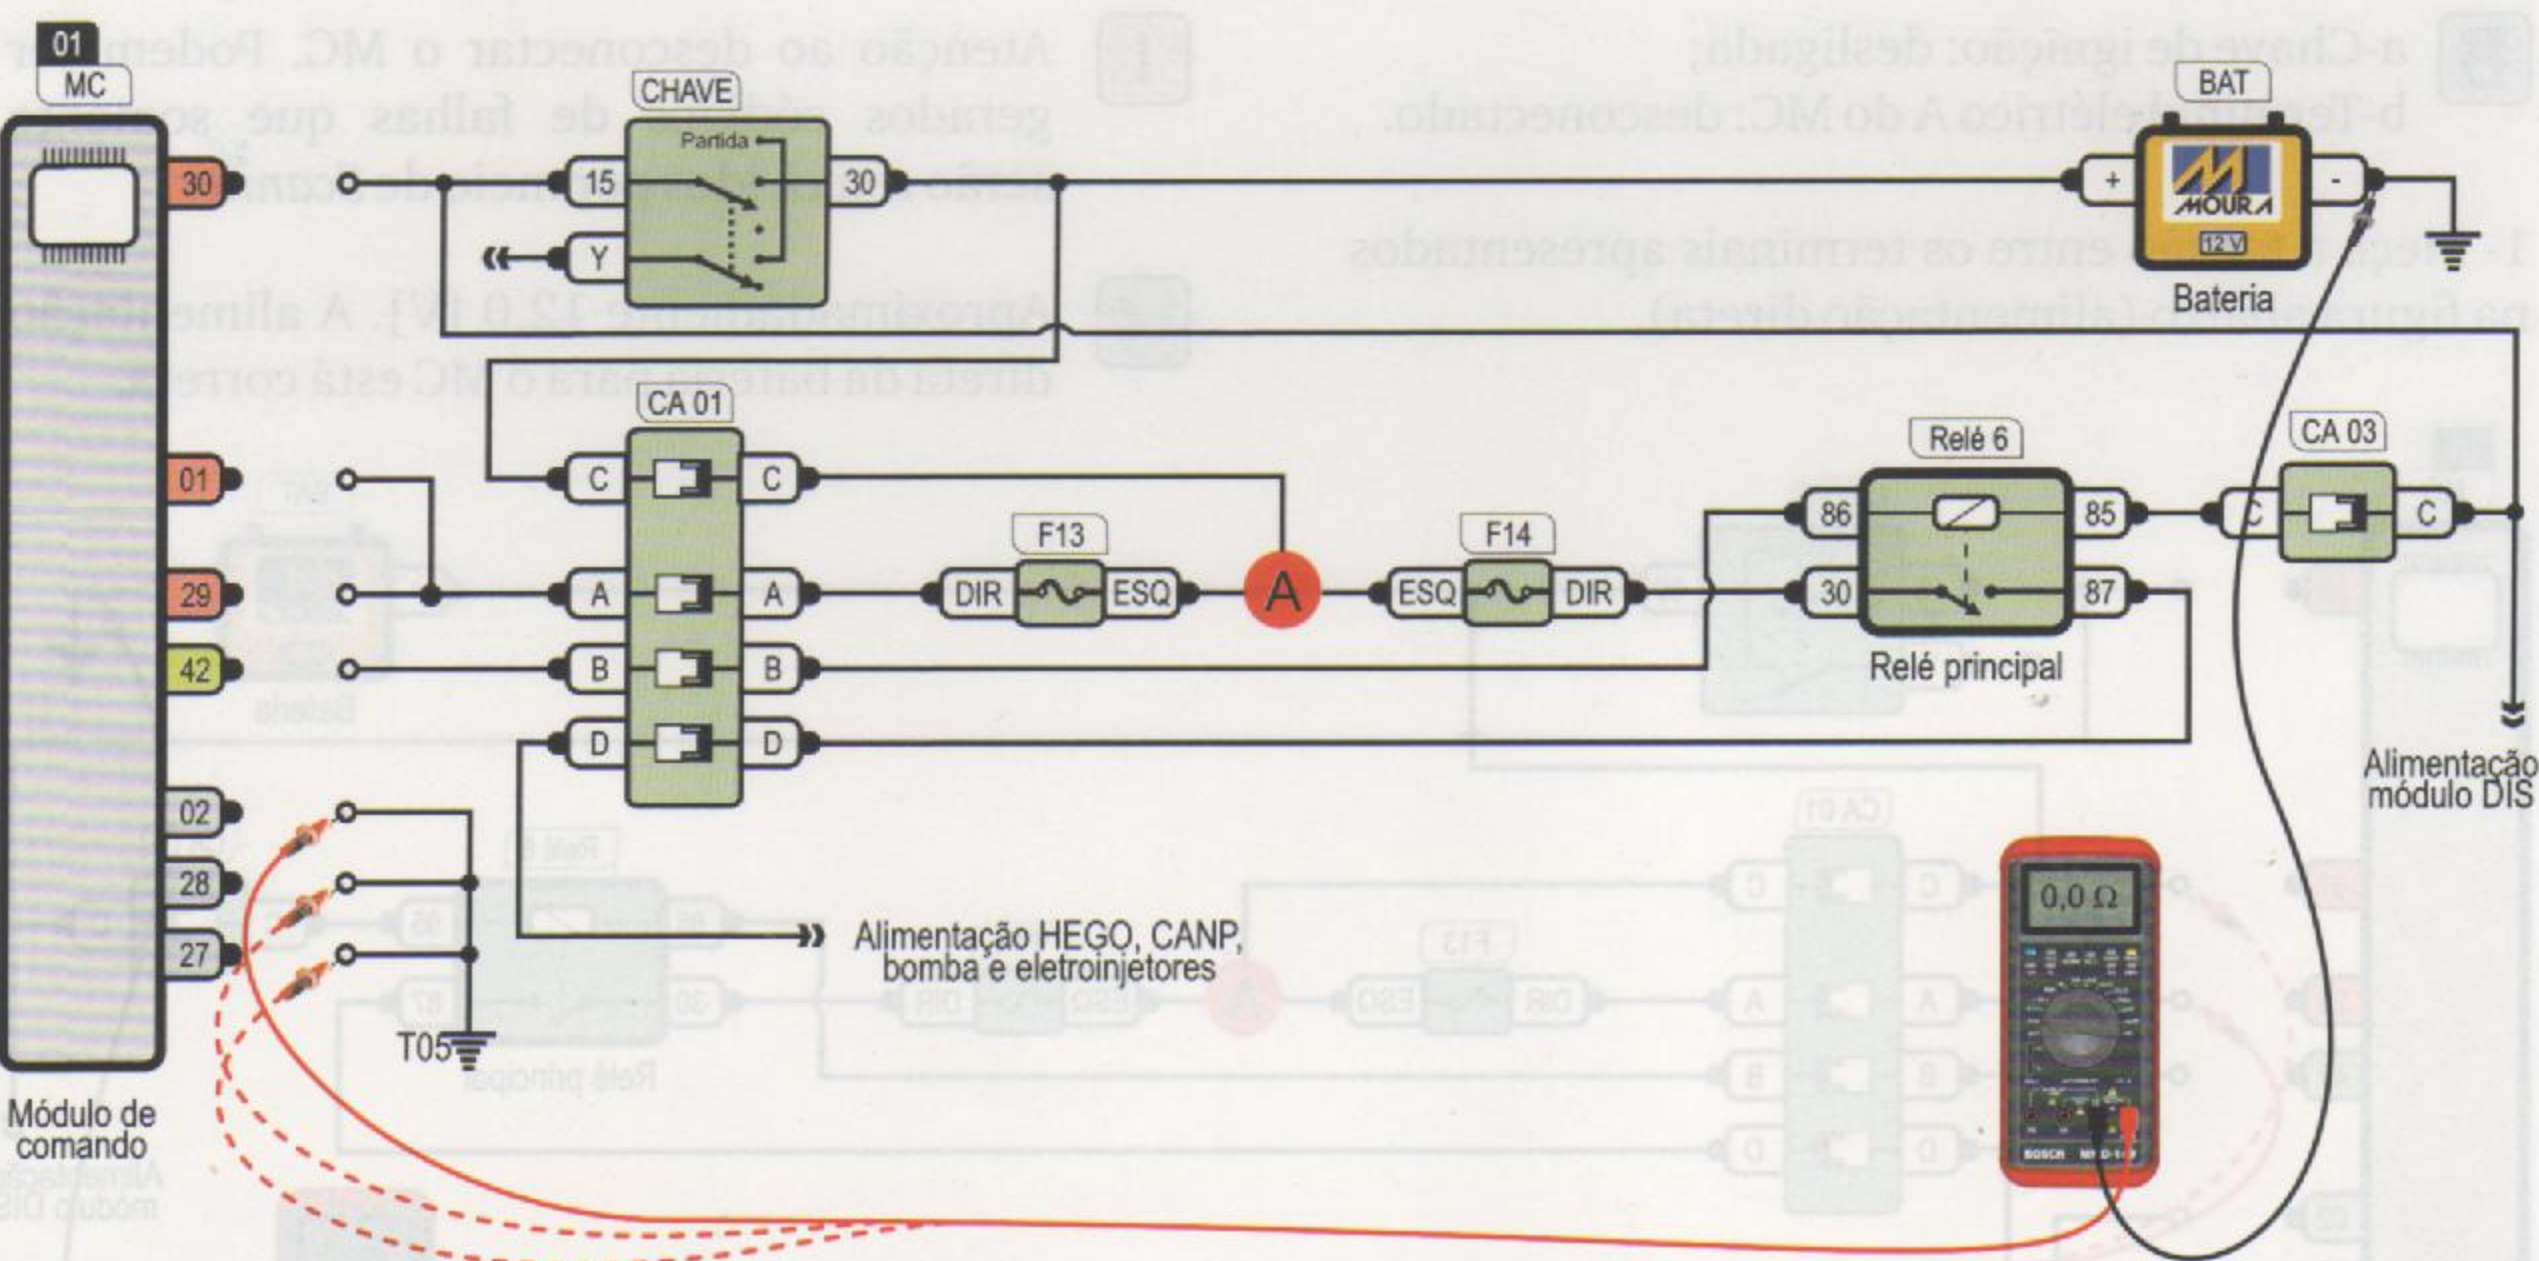 01
MC
CHAVE
BAT
Partida
30
15
30
+
-
MOURA
12 V
Y
Bateria
CA 01
Relé 6
CA 03
01
C
C
F13
F14
86
85
C
C
29
A
A
DIR
ESQ
A
ESQ
DIR
30
87
42
B
B
Relé principal
D
D
Alimentação
módulo DIS
02
28
0,0 Ω
27
Alimentação HEGO, CANP,
bomba e eletroinjetores
T05
Módulo de
comando
BOSCH